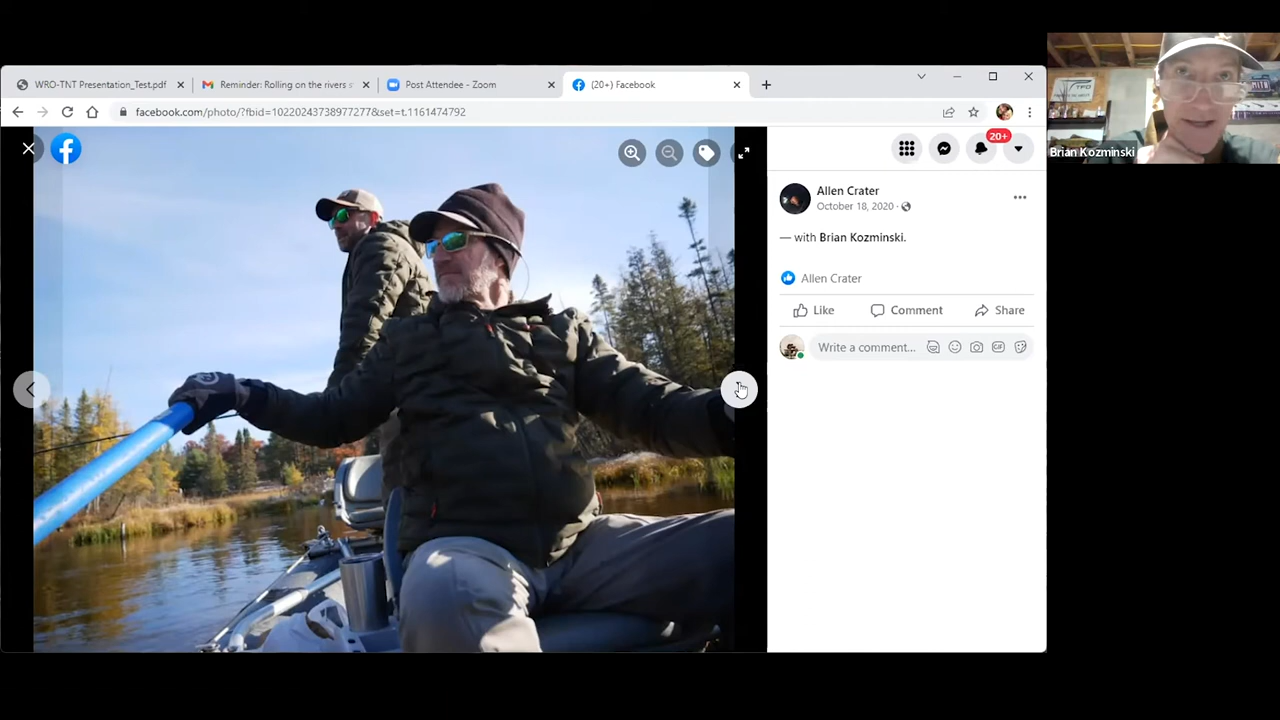 WRO-TNT Presentation_Test.pdf
Reminder: Rolling on the rivers
Post Attendee - Zoom
(20+) Facebook
facebook.com/photo/?fbid=10220243738977277&set=t.1161474792
20+
Allen Crater
October 18, 2020
— with Brian Kozminski.
Allen Crater
Like
Comment
Share
Write a comment...
GIF
TFO
Brian Kozminski